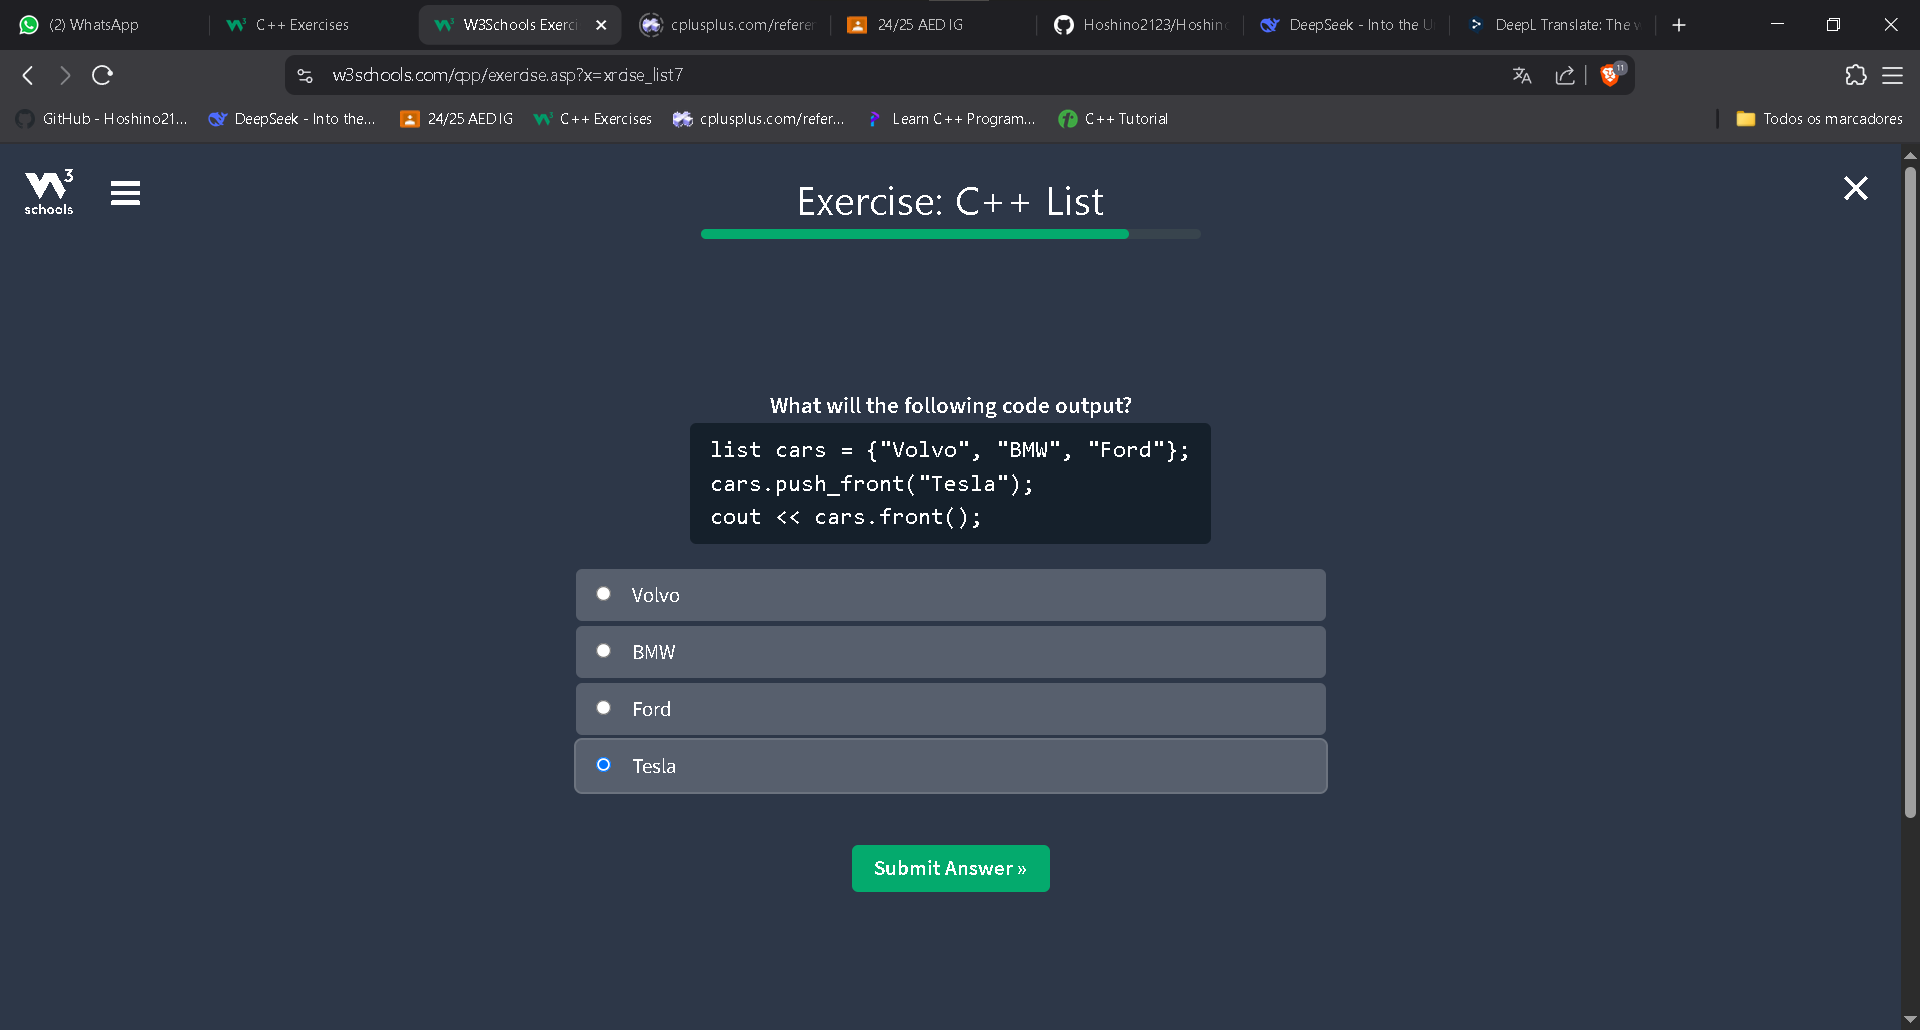 (2) WhatsApp
C++ Exercises
W3Schools Exerci
cplusplus.com/referer
24/25 AED IG
Hoshino2123/Hoshino
DeepSeek - Into the U
DeepL Translate: The w
w3schools.com/cpp/exercise.asp?x=xrcise_list7
11
GitHub - Hoshino21...
DeepSeek - Into the...
24/25 AED IG
C++ Exercises
cplusplus.com/refer...
Learn C++ Program...
C++ Tutorial
Todos os marcadores
W3
schools
Exercise: C++ List
What will the following code output?
list cars = {"Volvo", "BMW", "Ford"};
cars.push_front("Tesla");
cout << cars.front();
Volvo
BMW
Ford
Tesla
Submit Answer »